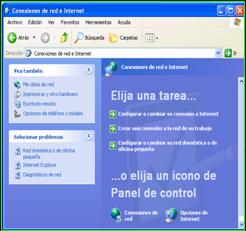 Conexiones de red e Internet
Archivo Edición Ver Favoritos Herramientas Ayuda
Atrás Búsqueda Carpetas
Dirección Conexiones de red e Internet
Vea también
Mis sitios de red
Impresoras y otro hardware
Escritorio remoto
Opciones de teléfono y módem
Solucionar problemas
Red doméstica o de oficina
pequeña
Internet Explorer
Diagnósticos de red
Conexiones de red e Internet
Elija una tarea...
Configurar o cambiar su conexión a Internet
Crear una conexión a la red de su trabajo
Configurar o cambiar su red doméstica o de
oficina pequeña
...o elija un icono de
Panel de control
Conexiones de
red
Opciones de
Internet